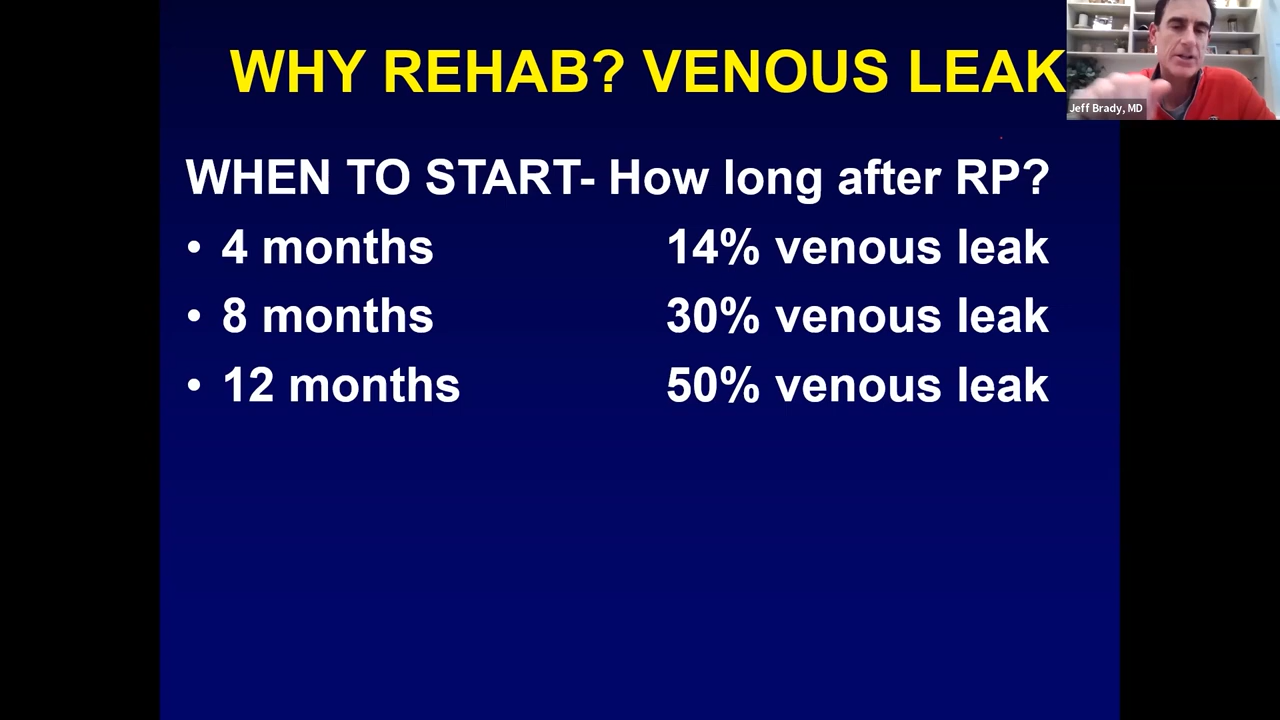 WHY REHAB? VENOUS LEAK
Jeff Brady, MD
WHEN TO START- How long after RP?
• 4 months 14% venous leak
• 8 months 30% venous leak
• 12 months 50% venous leak